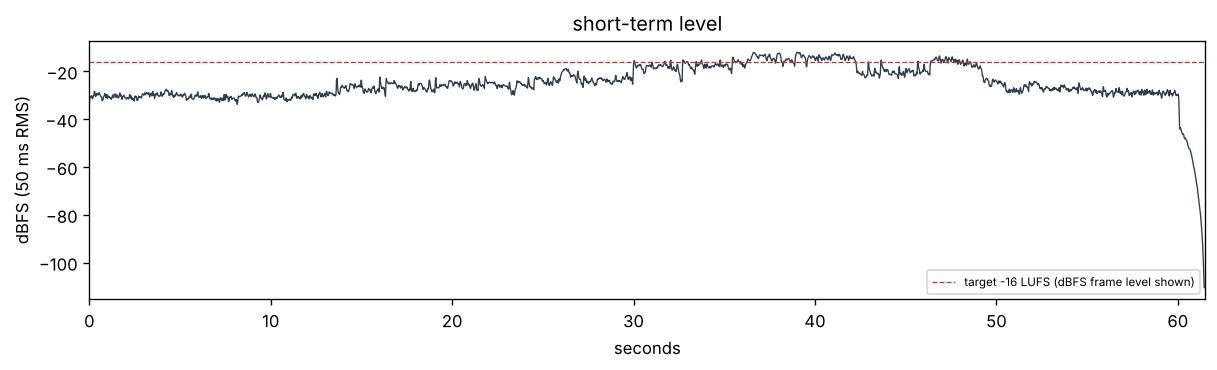 short-term level
dBFS (50 ms RMS)
−20
−40
−60
−80
−100
target -16 LUFS (dBFS frame level shown)
0 10 20 30 40 50 60
seconds